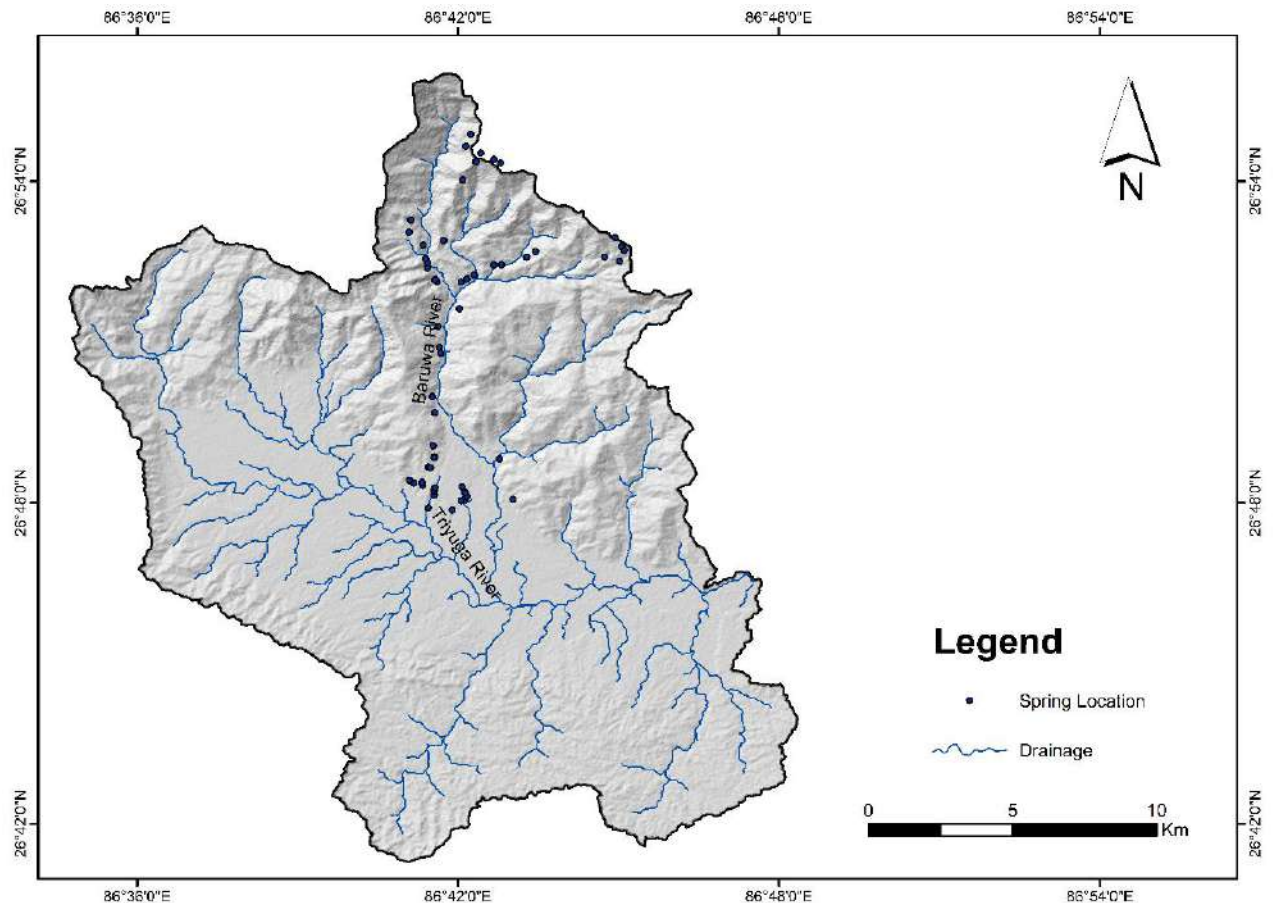 86°36'0"E 86°42'0"E 86°48'0"E 86°54'0"E
26°54'0"N 26°54'0"N
N
Baruwa River
26°48'0"N 26°48'0"N
Triyuga River
Legend
Spring Location
Drainage
0 5 10
Km
26°42'0"N 26°42'0"N
86°36'0"E 86°42'0"E 86°48'0"E 86°54'0"E